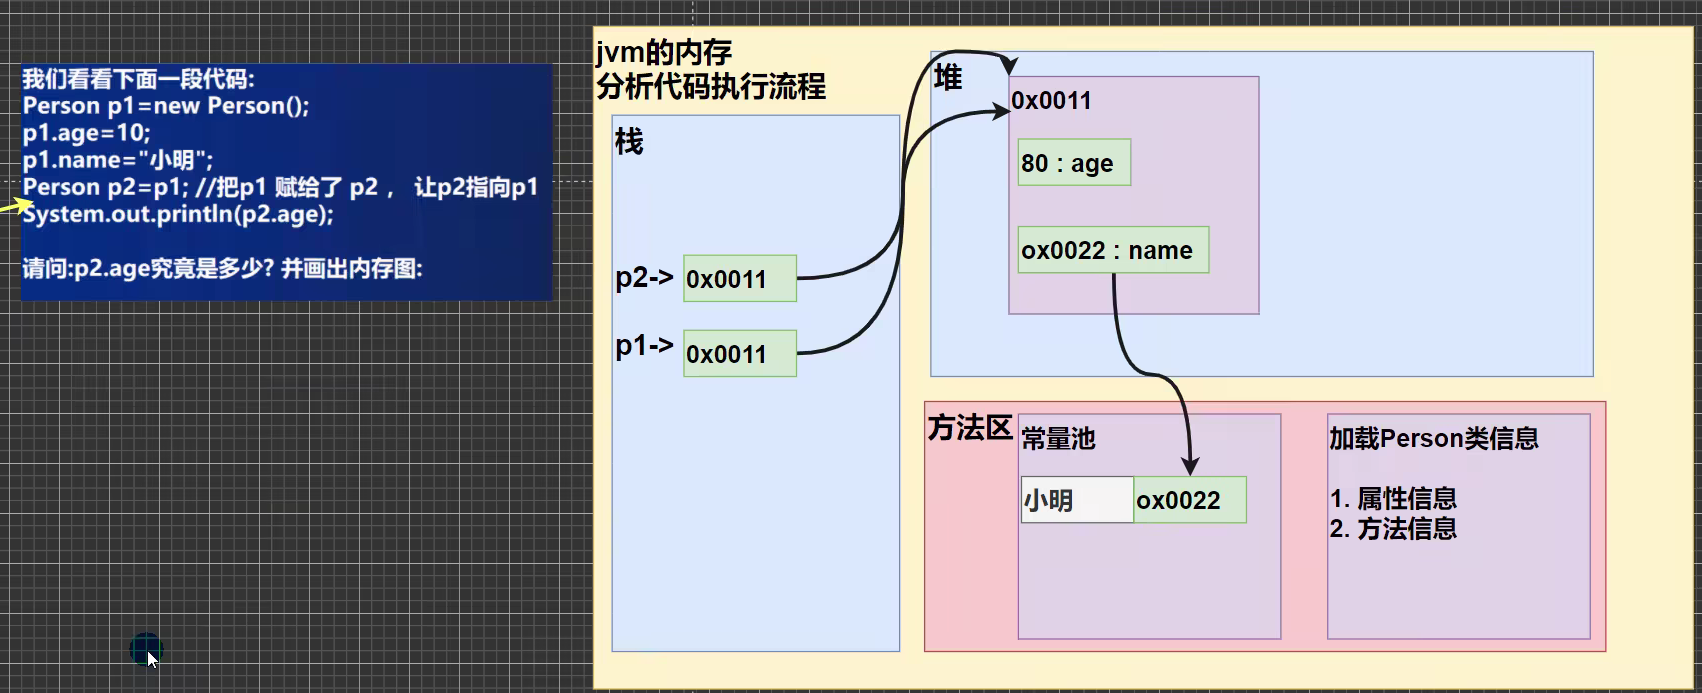 我们看看下面一段代码:
Person p1=new Person();
p1.age=10;
p1.name="小明";
Person p2=p1; //把p1 赋给了 p2 ， 让p2指向p1
System.out.println(p2.age);
请问:p2.age究竟是多少? 并画出内存图:
jvm的内存
分析代码执行流程
栈
p2-> 0x0011
p1-> 0x0011
堆
0x0011
80 : age
ox0022 : name
方法区
常量池
小明 ox0022
加载Person类信息
1. 属性信息
2. 方法信息